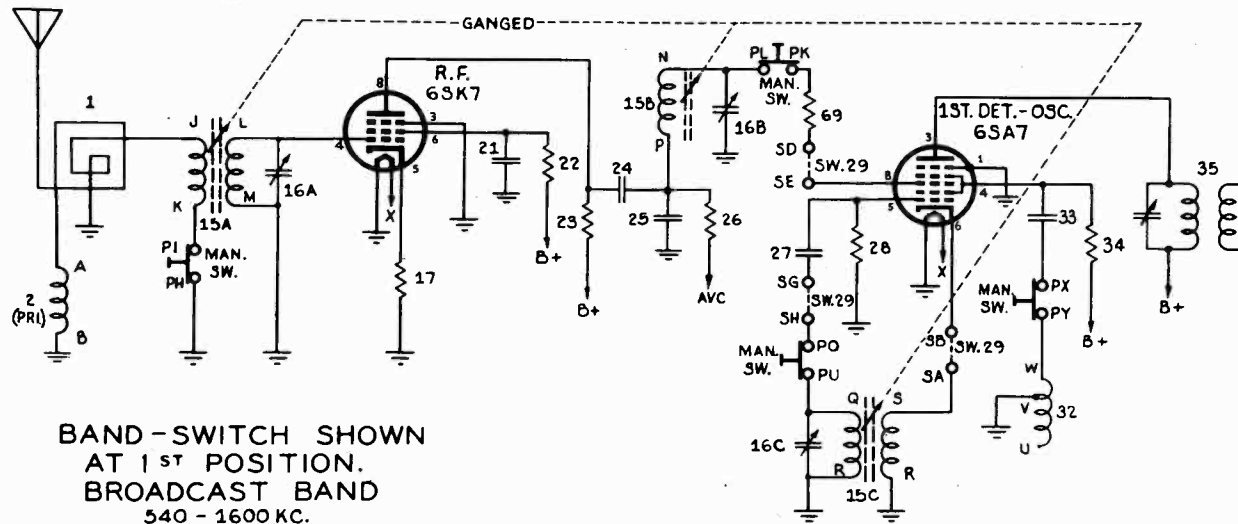 GANGED
R.F.
6SK7
1
J
L
K
M
15A
16A
PI
PH
MAN.
SW.
A
B
2
(PRI)
8
3
6
4
5
X
17
21
22
B+
23
B+
24
25
26
AVC
N
15B
P
16B
PL
PK
MAN.
SW.
69
SD
SW.29
SE
1ST. DET.-OSC.
6SA7
3
1
4
8
5
6
X
27
28
SG
SW.29
SH
MAN.
SW.
PO
PU
Q
S
16C
R
R
15C
SB
SW.29
SA
33
34
B+
MAN.
SW.
PX
PY
W
V
U
32
35
B+
BAND-SWITCH SHOWN
AT 1ST POSITION.
BROADCAST BAND
540 - 1600 KC.